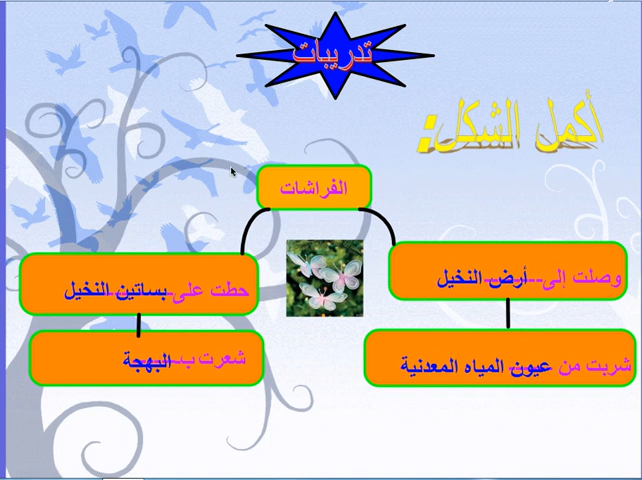 تدريبات
أكمل الشكل:
الفراشات
وصلت إلى أرض النخيل
حطت على بساتين النخيل
شربت من عيون المياه المعدنية
شعرت بـ البهجة